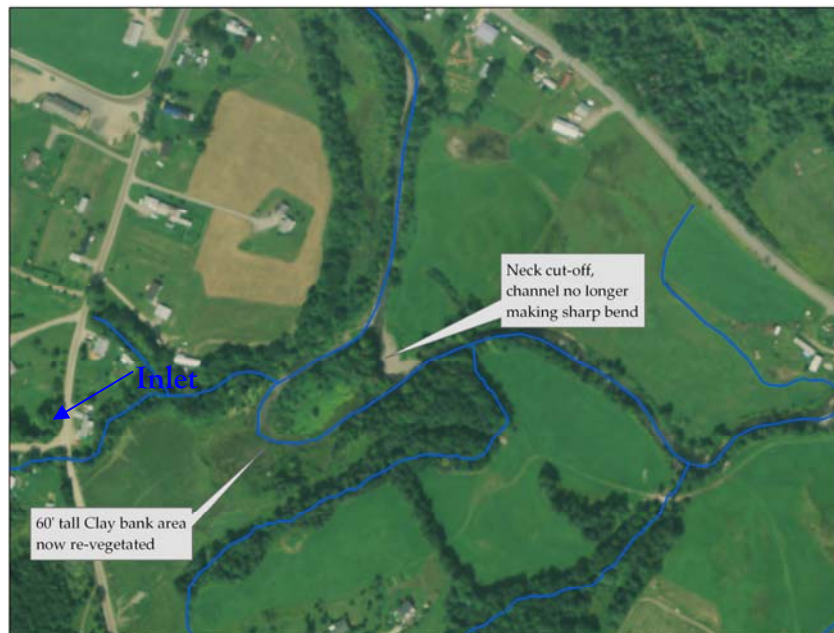 Neck cut-off,
channel no longer
making sharp bend
Inlet
60' tall Clay bank area
now re-vegetated